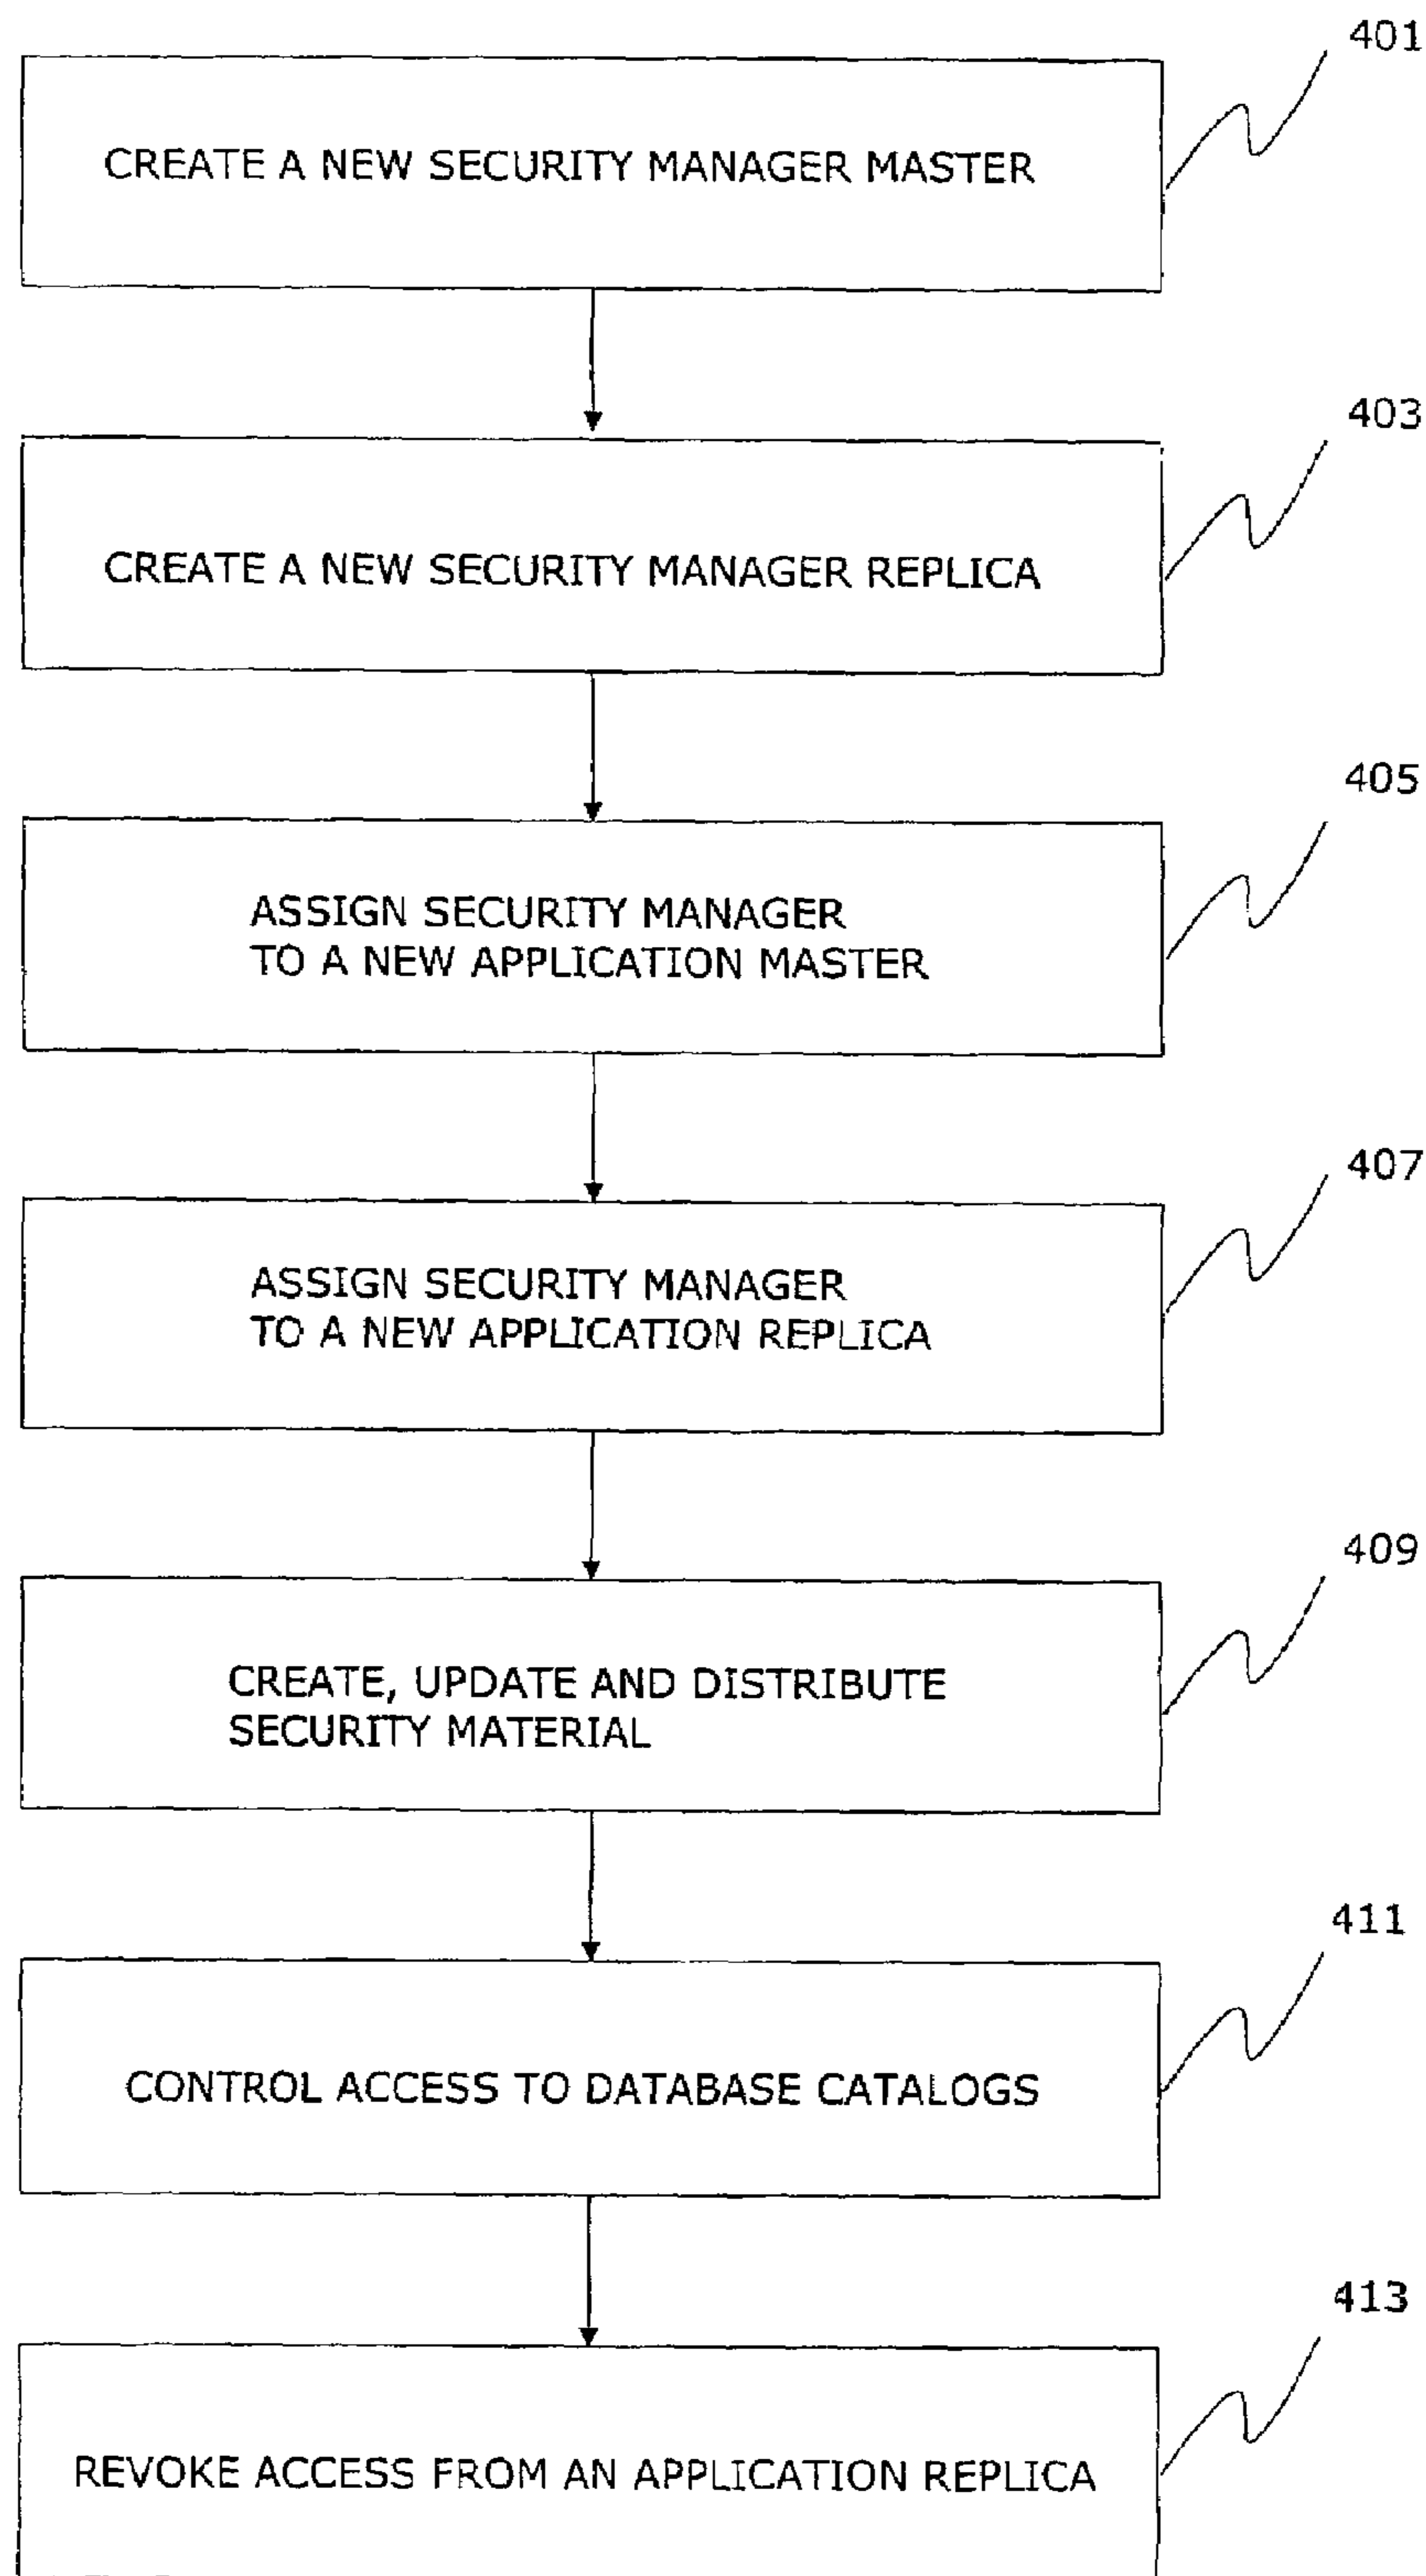 401
CREATE A NEW SECURITY MANAGER MASTER
403
CREATE A NEW SECURITY MANAGER REPLICA
405
ASSIGN SECURITY MANAGER
TO A NEW APPLICATION MASTER
407
ASSIGN SECURITY MANAGER
TO A NEW APPLICATION REPLICA
409
CREATE, UPDATE AND DISTRIBUTE
SECURITY MATERIAL
411
CONTROL ACCESS TO DATABASE CATALOGS
413
REVOKE ACCESS FROM AN APPLICATION REPLICA